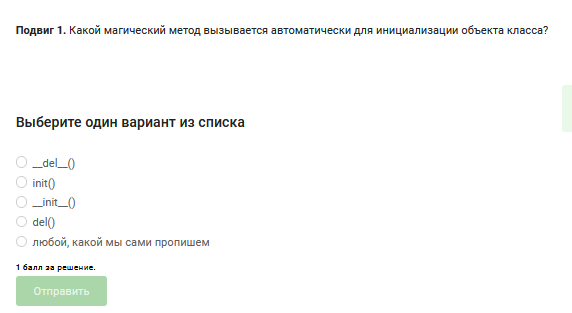 Подвиг 1. Какой магический метод вызывается автоматически для инициализации объекта класса?
Выберите один вариант из списка
__del__()
init()
__init__()
del()
любой, какой мы сами пропишем
1 балл за решение.
Отправить